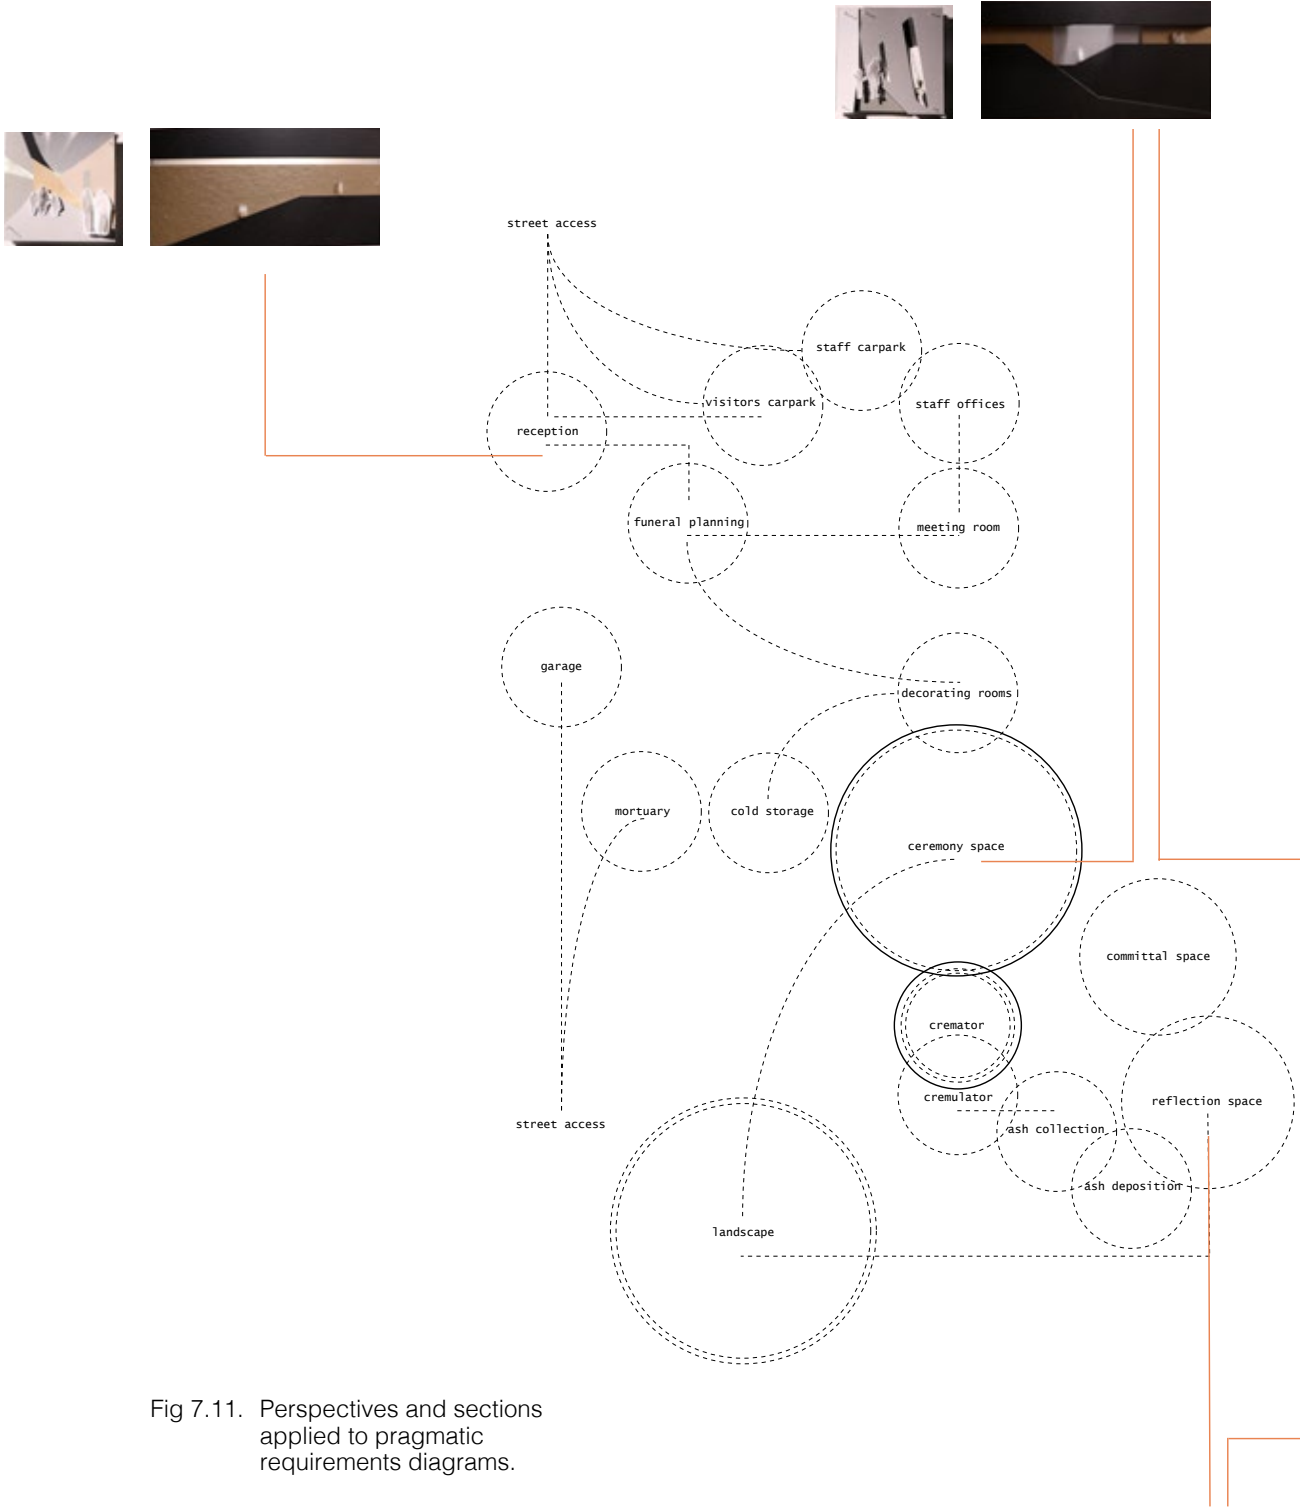 street access
staff carpark
visitors carpark
staff offices
reception
funeral planning
meeting room
garage
decorating rooms
mortuary
cold storage
ceremony space
committal space
cremator
cremulator
reflection space
street access
ash collection
ash deposition
landscape
Fig 7.11. Perspectives and sections
applied to pragmatic
requirements diagrams.